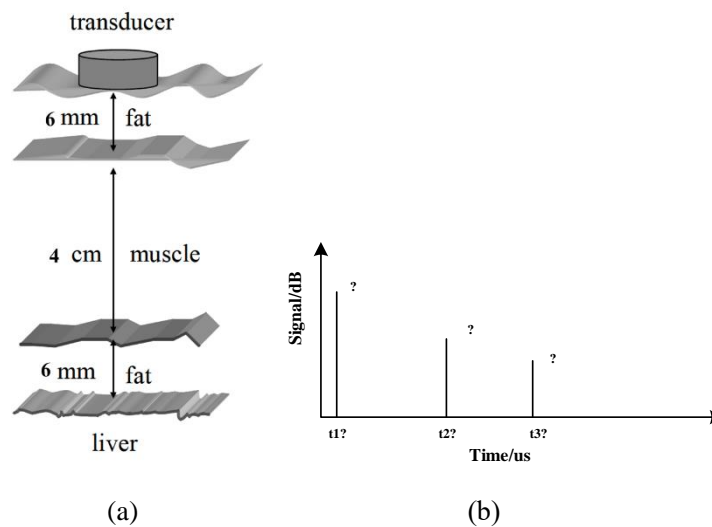 transducer
6 mm fat
4 cm muscle
6 mm fat
liver
(a)
Signal/dB
?
?
?
t1?
t2?
t3?
Time/us
(b)